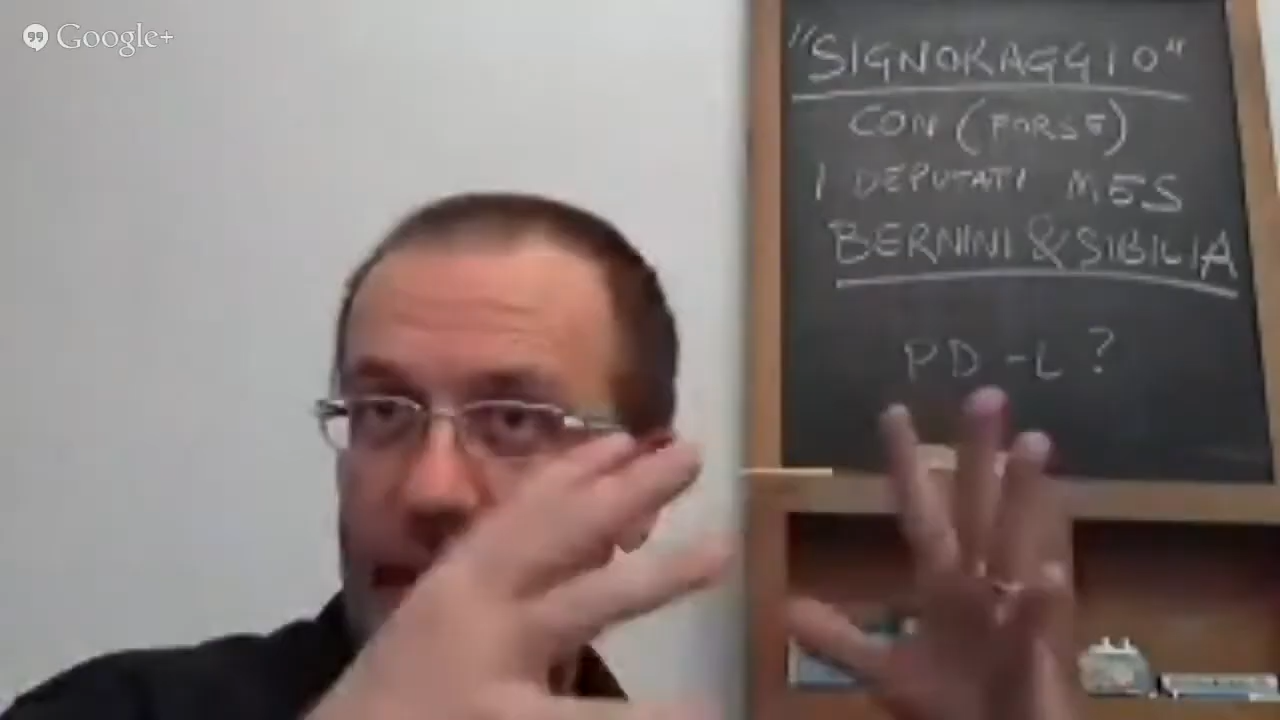 Google+
"SIGNORAGGIO"
CON (FORSE)
I DEPUTATI M5S
BERNINI & SIBILIA
PD-L?